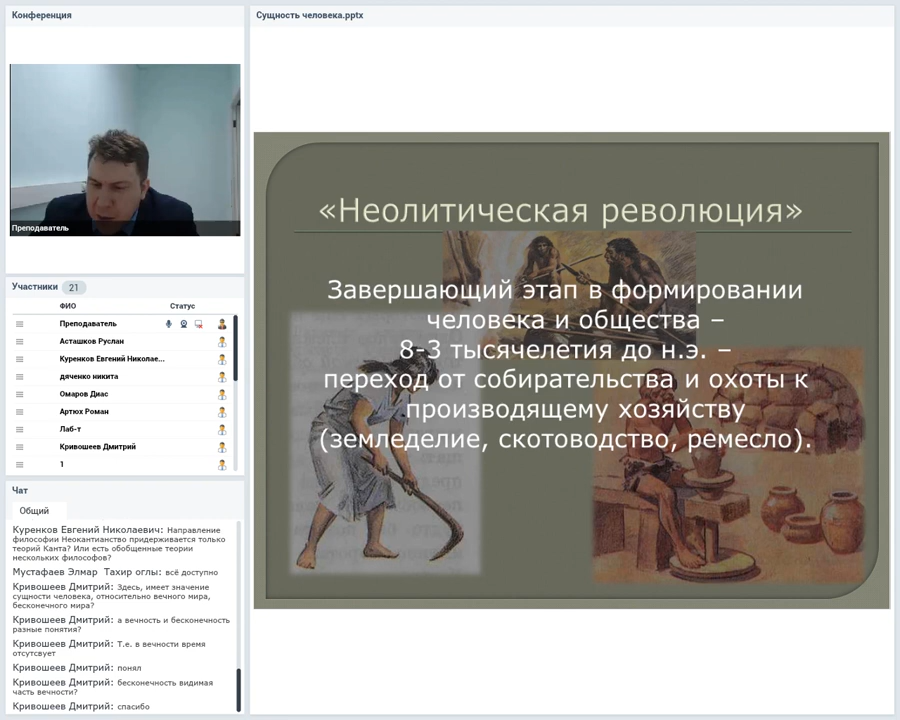 Конференция
Преподаватель
Участники 21
ФИО Статус
Преподаватель
Асташков Руслан
Куренков Евгений Николае...
дяченко никита
Омаров Диас
Артюх Роман
Лаб-т
Кривошеев Дмитрий
1
Чат
Общий
Куренков Евгений Николаевич: Направление
философии Неокантианство придерживается только
теорий Канта? Или есть обобщенные теории
нескольких философов?
Мустафаев Элмар Тахир оглы: всё доступно
Кривошеев Дмитрий: Здесь, имеет значение
сущности человека, относительно вечного мира,
бесконечного мира?
Кривошеев Дмитрий: а вечность и бесконечность
разные понятия?
Кривошеев Дмитрий: Т.е. в вечности время
отсутсвует
Кривошеев Дмитрий: понял
Кривошеев Дмитрий: бесконечность видимая
часть вечности?
Кривошеев Дмитрий: спасибо
Сущность человека.pptx
«Неолитическая революция»
Завершающий этап в формировании
человека и общества –
8-3 тысячелетия до н.э. –
переход от собирательства и охоты к
производящему хозяйству
(земледелие, скотоводство, ремесло).